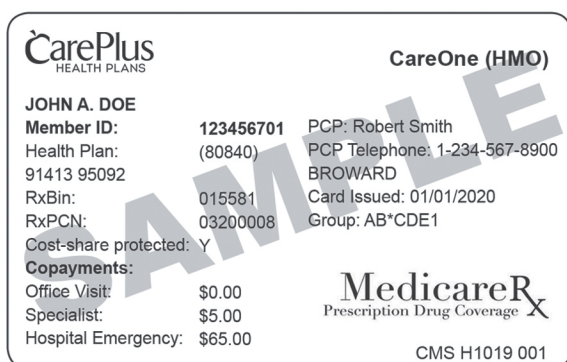 CarePlus
HEALTH PLANS
CareOne (HMO)
JOHN A. DOE
Member ID: 123456701
Health Plan: (80840)
91413 95092
RxBin: 015581
RxPCN: 03200008
Cost-share protected: Y
Copayments:
Office Visit: $0.00
Specialist: $5.00
Hospital Emergency: $65.00
PCP: Robert Smith
PCP Telephone: 1-234-567-8900
BROWARD
Card Issued: 01/01/2020
Group: AB*CDE1
MedicareRx
Prescription Drug Coverage
CMS H1019 001
SAMPLE